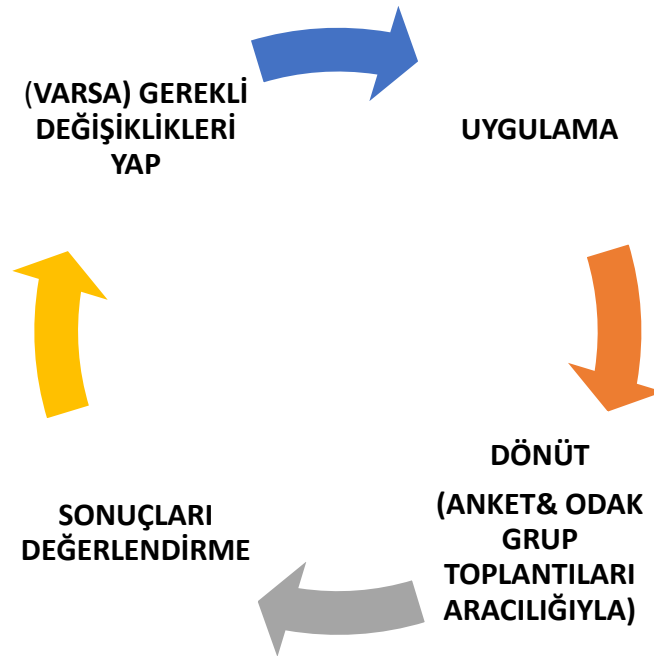 (VARSA) GEREKLİ
DEĞİŞİKLİKLERİ
YAP
UYGULAMA
DÖNÜT
(ANKET& ODAK
GRUP
TOPLANTILARI
ARACILIĞIYLA)
SONUÇLARI
DEĞERLENDİRME